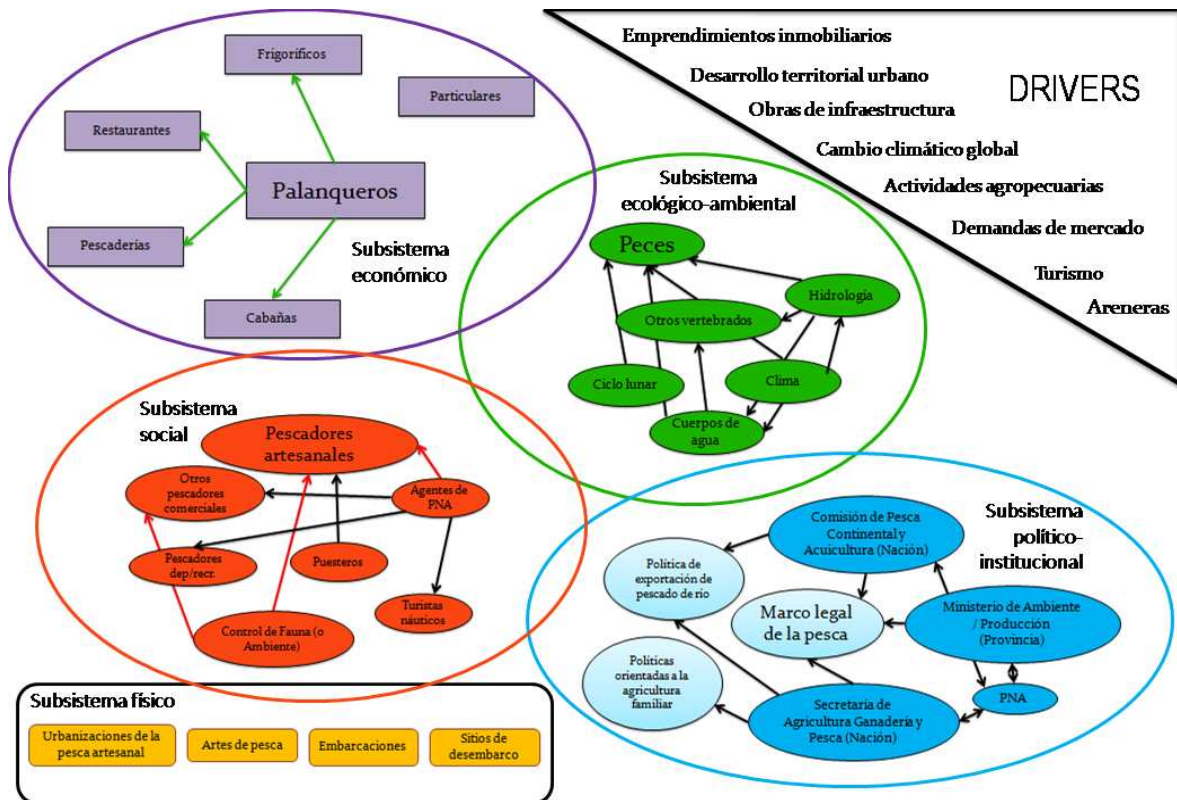 Frigoríficos
Particulares
Restaurantes
Palanqueros
Pescaderías
Subsistema
económico
Cabañas
Emprendimientos inmobiliarios
Desarrollo territorial urbano
DRIVERS
Obras de infraestructura
Cambio climático global
Actividades agropecuarias
Demandas de mercado
Turismo
Areneras
Subsistema
ecológico-ambiental
Peces
Hidrología
Otros vertebrados
Ciclo lunar
Clima
Cuerpos de
agua
Subsistema
social
Pescadores
artesanales
Otros
pescadores
comerciales
Agentes de
PNA
Pescadores
dep/recr.
Puesteros
Turistas
náuticos
Control de Fauna (o
Ambiente)
Subsistema
político-
institucional
Comisión de Pesca
Continental y
Acuicultura (Nación)
Política de
exportación de
pescado de río
Marco legal
de la pesca
Ministerio de Ambiente
/ Producción
(Provincia)
Políticas
orientadas a la
agricultura
familiar
Secretaría de
Agricultura Ganadería y
Pesca (Nación)
PNA
Subsistema físico
Urbanizaciones de la
pesca artesanal
Artes de pesca
Embarcaciones
Sitios de
desembarco